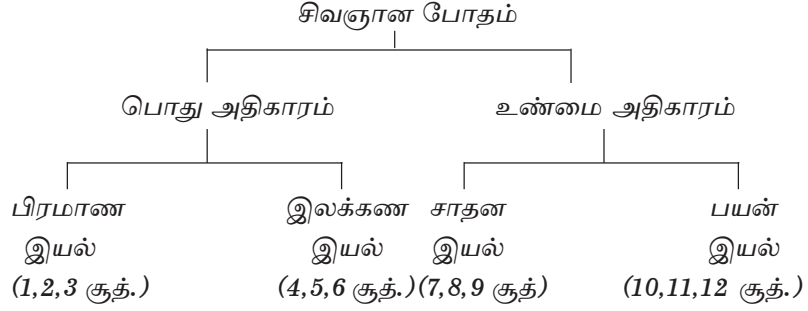 சிவஞான போதம்
பொது அதிகாரம் உண்மை அதிகாரம்
பிரமாண இலக்கண சாதன பயன்
இயல் இயல் இயல் இயல்
(1,2,3 சூத்.) (4,5,6 சூத்.) (7,8,9 சூத்) (10,11,12 சூத்.)